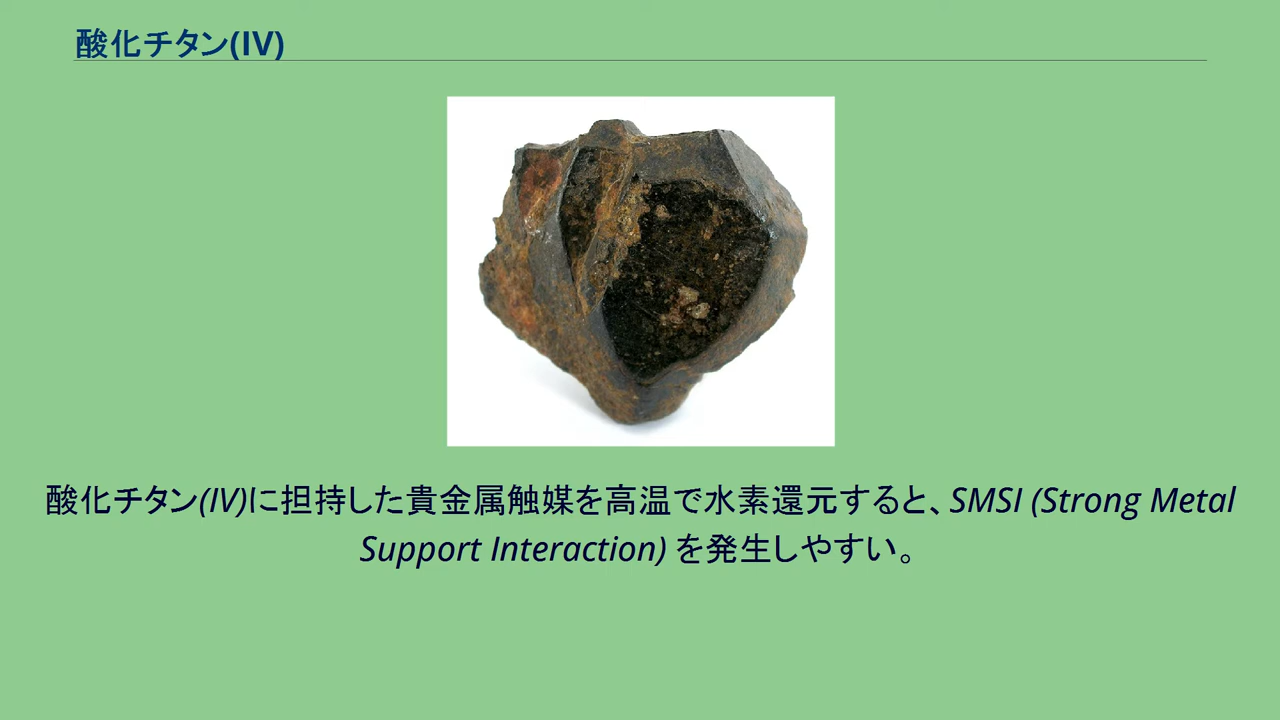 酸化チタン(IV)
酸化チタン(IV)に担持した貴金属触媒を高温で水素還元すると、SMSI (Strong Metal
Support Interaction) を発生しやすい。